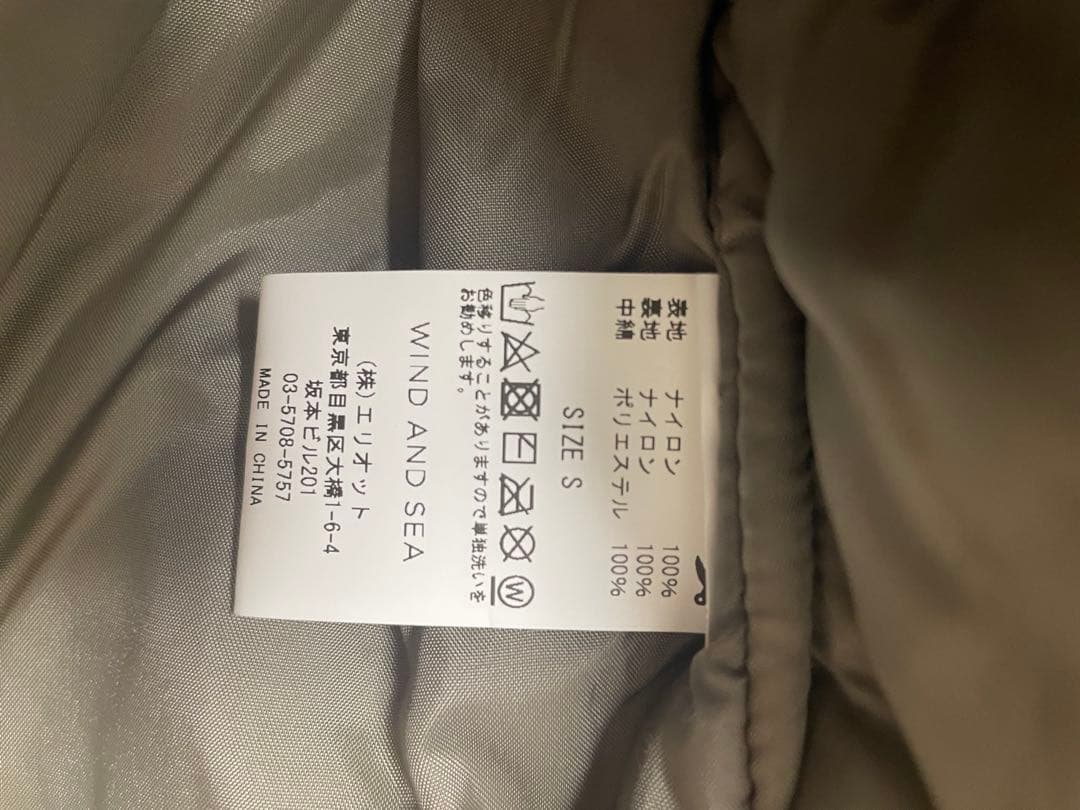 表地 ナイロン 100%
裏地 ナイロン 100%
中綿 ポリエステル 100%
SIZE S
W
色移りすることがありますので単独洗いを
お勧めします。
WIND AND SEA
(株)エリオット
東京都目黒区大橋1-6-4
坂本ビル201
03-5708-5757
MADE IN CHINA